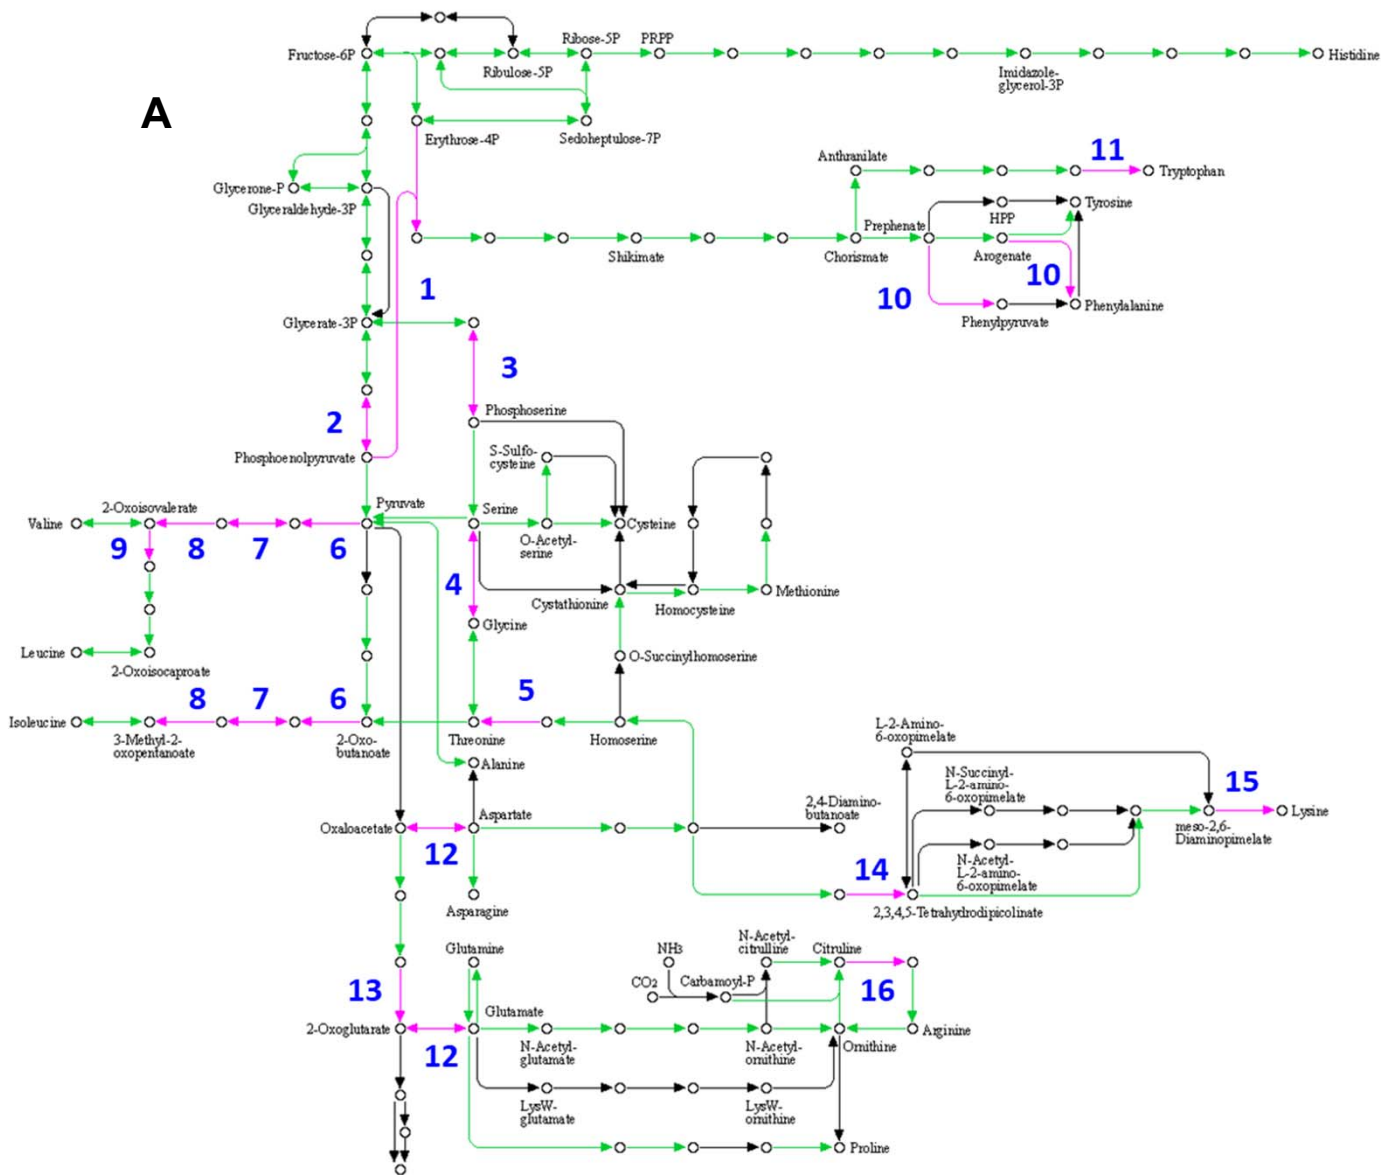 Ribose-5P PRPP
Fructose-6P
Ribulose-5P
Imidazole-
glycerol-3P
Histidine
A
Erythrose-4P
Sedoheptulose-7P
Anthranilate
11
Tryptophan
Glycerone-P
Glyceraldehyde-3P
Prephenate
HPP
Tyrosine
Shikimate
Chorismate
Arogenate
10
10
Phenylpyruvate
Phenylalanine
1
Glycerate-3P
3
2
Phosphoserine
Phosphoenolpyruvate
S-Sulfo-
cysteine
Pyruvate
Serine
O-Acetyl-
serine
Cysteine
2-Oxoisovalerate
Valine
9
8
7
6
4
Cystathionine
Homocysteine
Methionine
Glycine
Leucine
2-Oxoisocaproate
O-Succinylhomoserine
8
7
6
5
Isoleucine
3-Methyl-2-
oxopentanoate
2-Oxo-
butanoate
Threonine
Homoserine
Alanine
L-2-Amino-
6-oxopimelate
N-Succinyl-
L-2-amino-
6-oxopimelate
15
Lysine
meso-2,6-
Diaminopimelate
2,4-Diamino-
butanoate
Oxaloacetate
Aspartate
12
N-Acetyl-
L-2-amino-
6-oxopimelate
14
2,3,4,5-Tetrahydrodipicolinate
Asparagine
Glutamine
NH3
N-Acetyl-
citrulline
Citruline
CO2
Carbamoyl-P
16
13
2-Oxoglutarate
Glutamate
12
N-Acetyl-
glutamate
N-Acetyl-
ornithine
Ornithine
Arginine
LysW-
glutamate
LysW-
ornithine
Proline